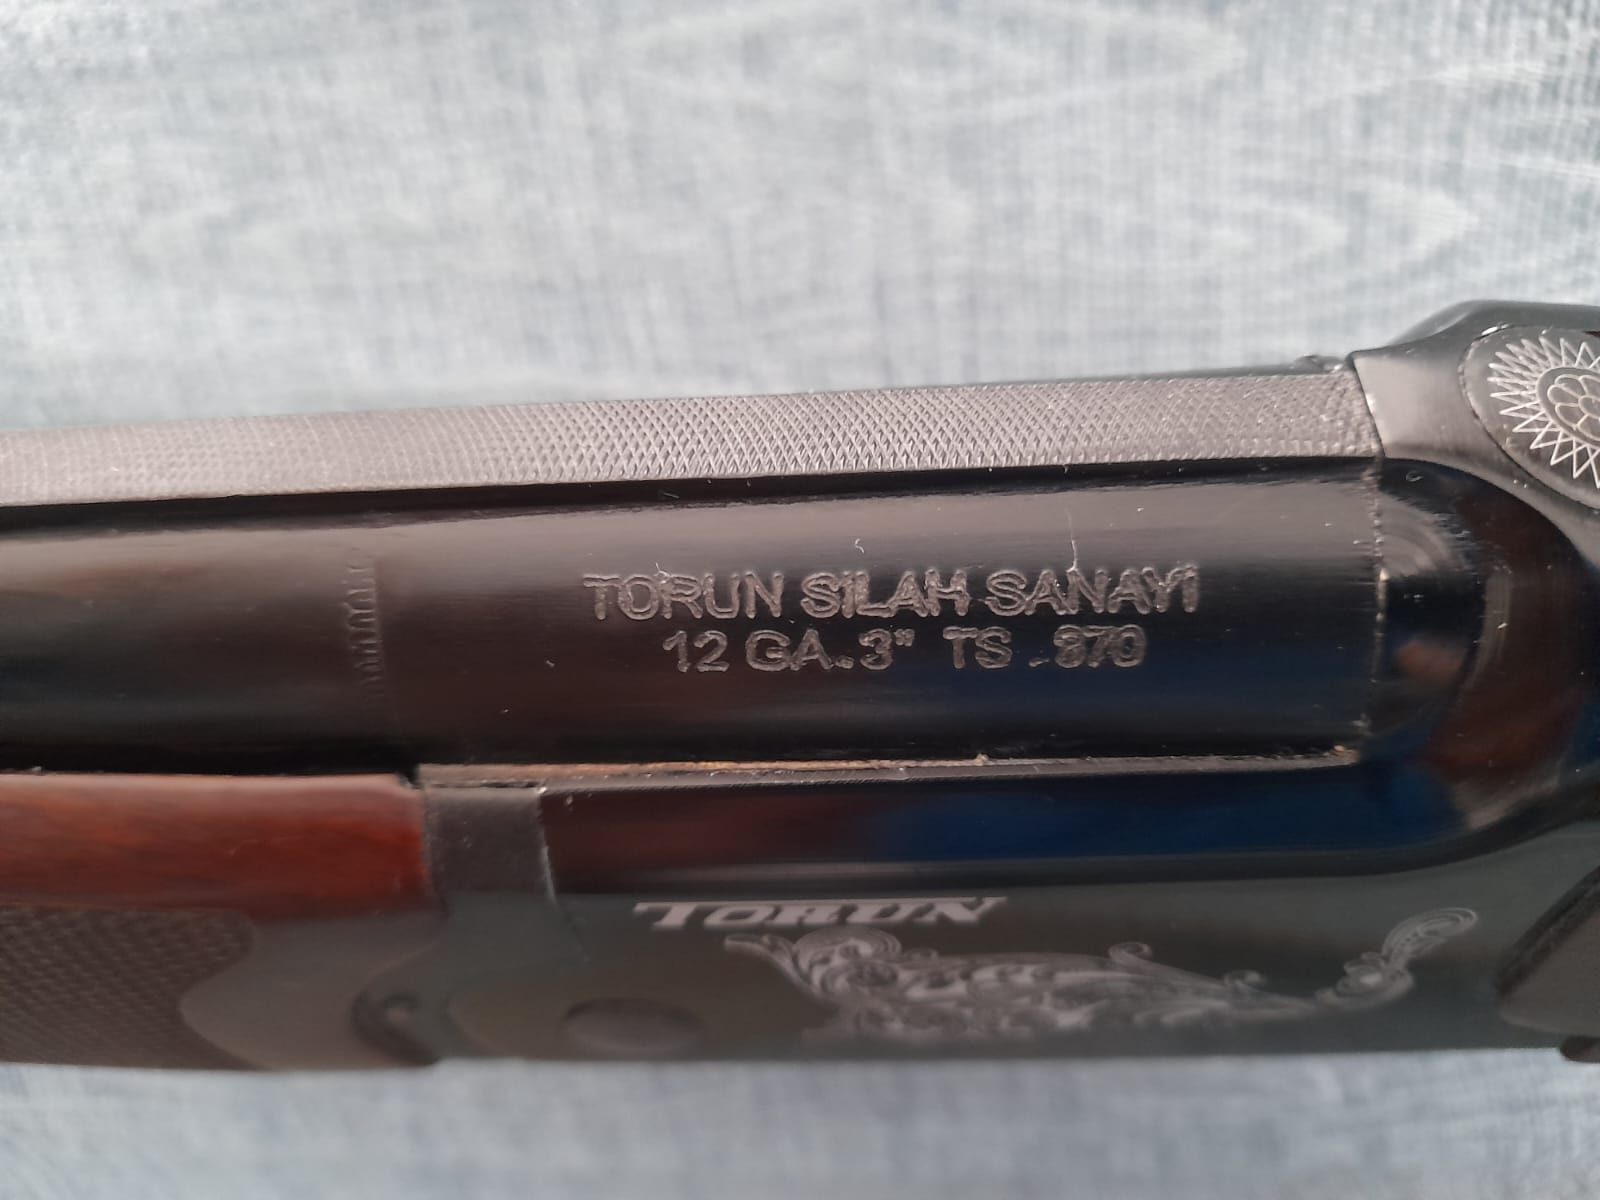 TORUN SİLAH SANAYİ
12 GA. 3" TS .870
TORUN